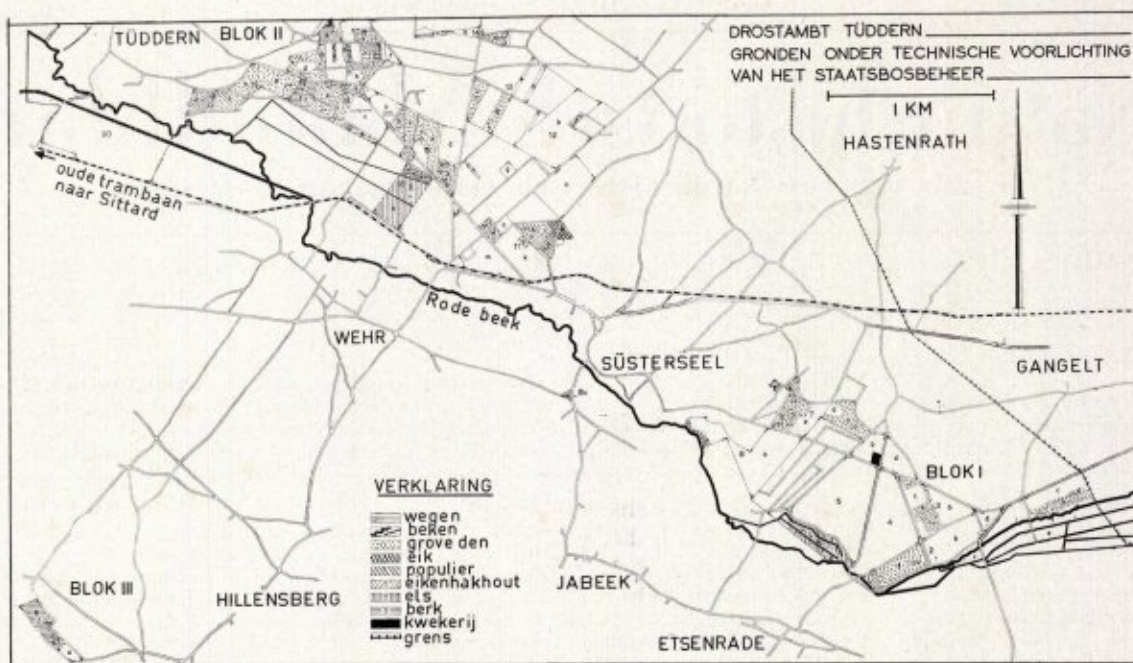 DROSTAMBT TÜDDERN
GRONDEN ONDER TECHNISCHE VOORLICHTING
VAN HET STAATSBOSBEHEER
1 KM
TÜDDERN
BLOK II
HASTENRATH
oude trambaan
naar Sittard
Rode beek
WEHR
SÜSTERSEEL
GANGELT
BLOK I
VERKLARING
wegen
beken
grove den
eik
populier
eikenhakhout
els
berk
kwekerij
grens
BLOK III
HILLENSBERG
JABEEK
ETSENRADE